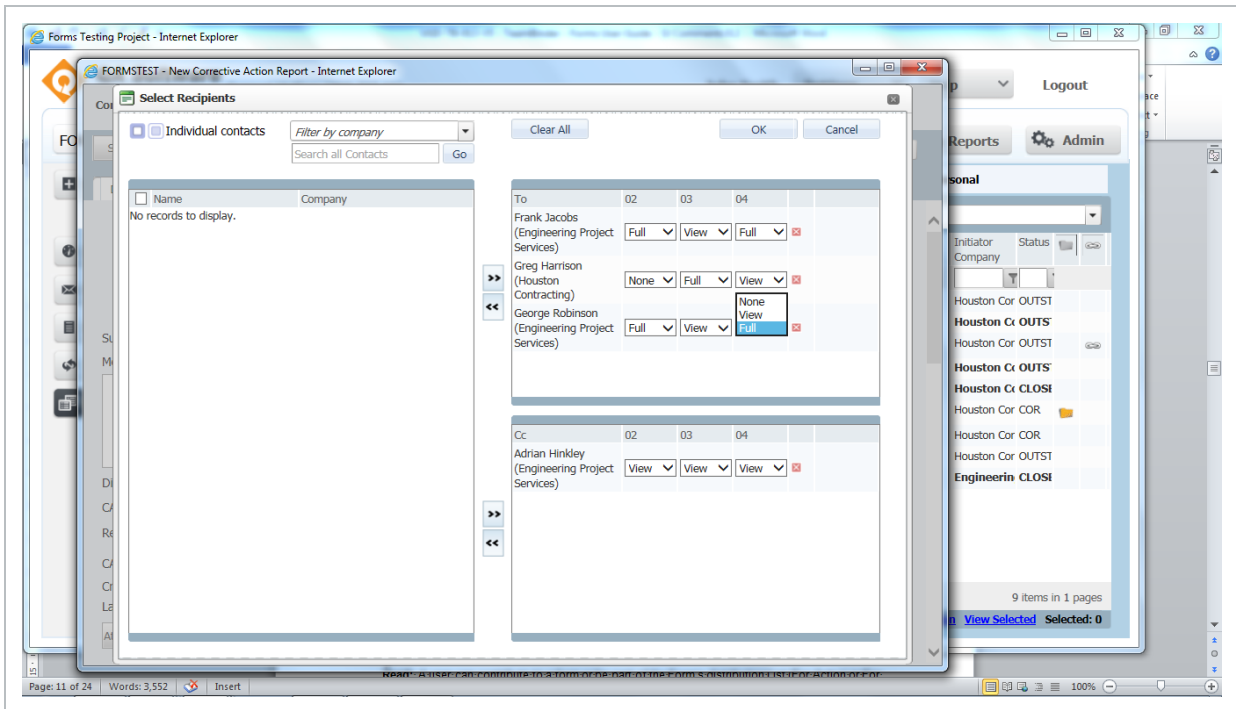 Forms Testing Project - Internet Explorer
FORMSTEST - New Corrective Action Report - Internet Explorer
Logout
Select Recipients
Individual contacts
Filter by company
Clear All
OK
Cancel
Search all Contacts
Go
FO
Reports
Admin
sonal
Name Company
No records to display.
To 02 03 04
Frank Jacobs
(Engineering Project Full View Full
Services)
Greg Harrison
(Houston None Full View
Contracting)
None
View
Full
George Robinson
(Engineering Project Full View
Services)
>>
<<
Cc 02 03 04
Adrian Hinkley
(Engineering Project View View View
Services)
>>
<<
Initiator Status
Company
Houston Cor OUTST
Houston Co OUTS
Houston Cor OUTST
Houston Co OUTS
Houston Co CLOSE
Houston Cor COR
Houston Cor COR
Houston Cor OUTST
Engineerin CLOSE
9 items in 1 pages
View Selected Selected: 0
Su
Di
Re
La
Page: 11 of 24 Words: 3,552 Insert
100%